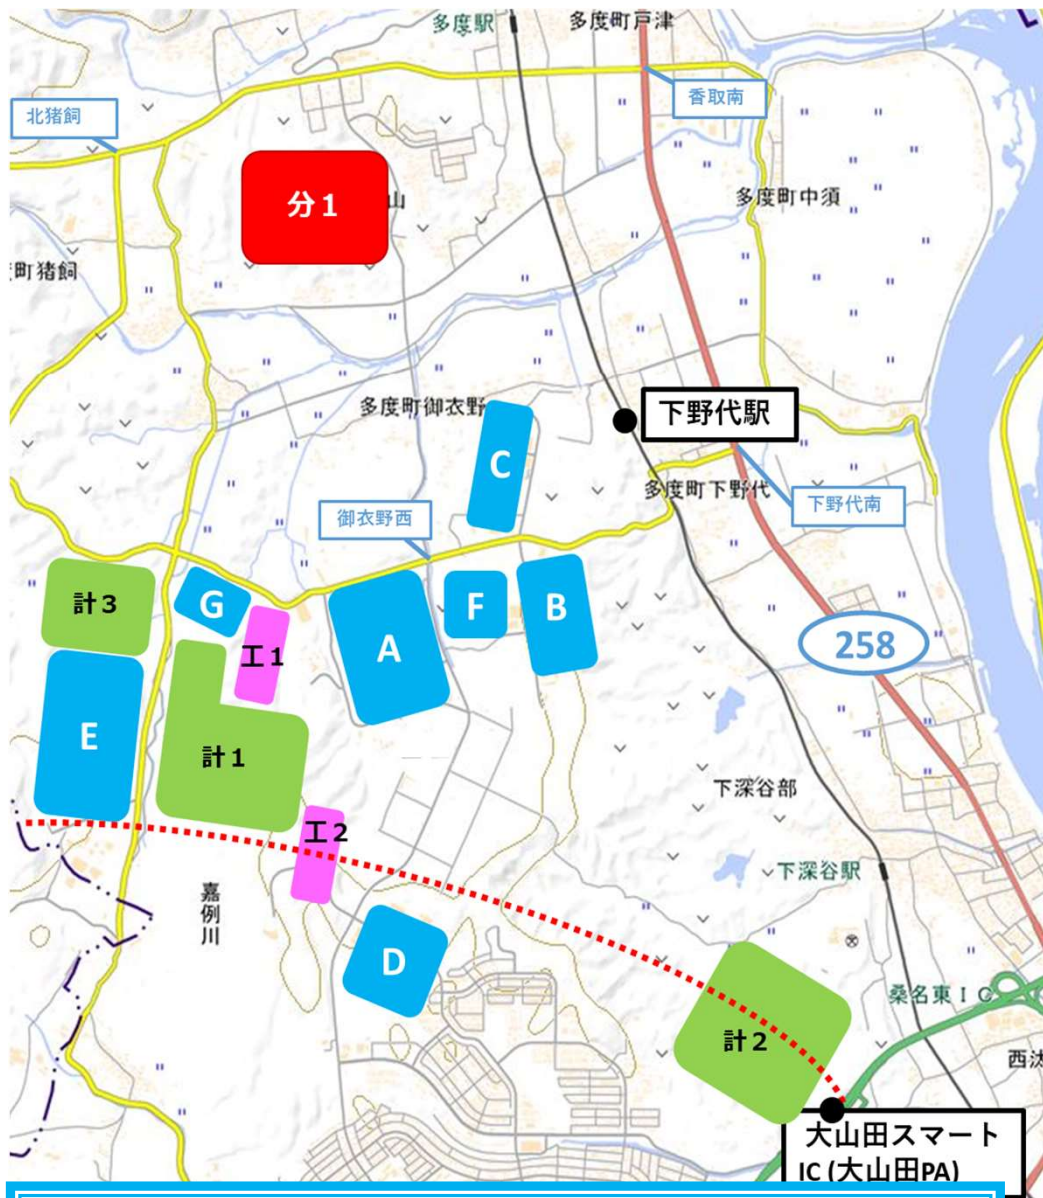 多度駅
多度町戸津
香取南
北猪飼
分1
山
多度町中須
町猪飼
下野代駅
多度町御衣野
C
多度町下野代
下野代南
御衣野西
計3
G
F
B
工1
A
258
E
計1
下深谷部
工2
下深谷駅
嘉例川
D
桑名東IC
計2
西汰
大山田スマート
IC (大山田PA)